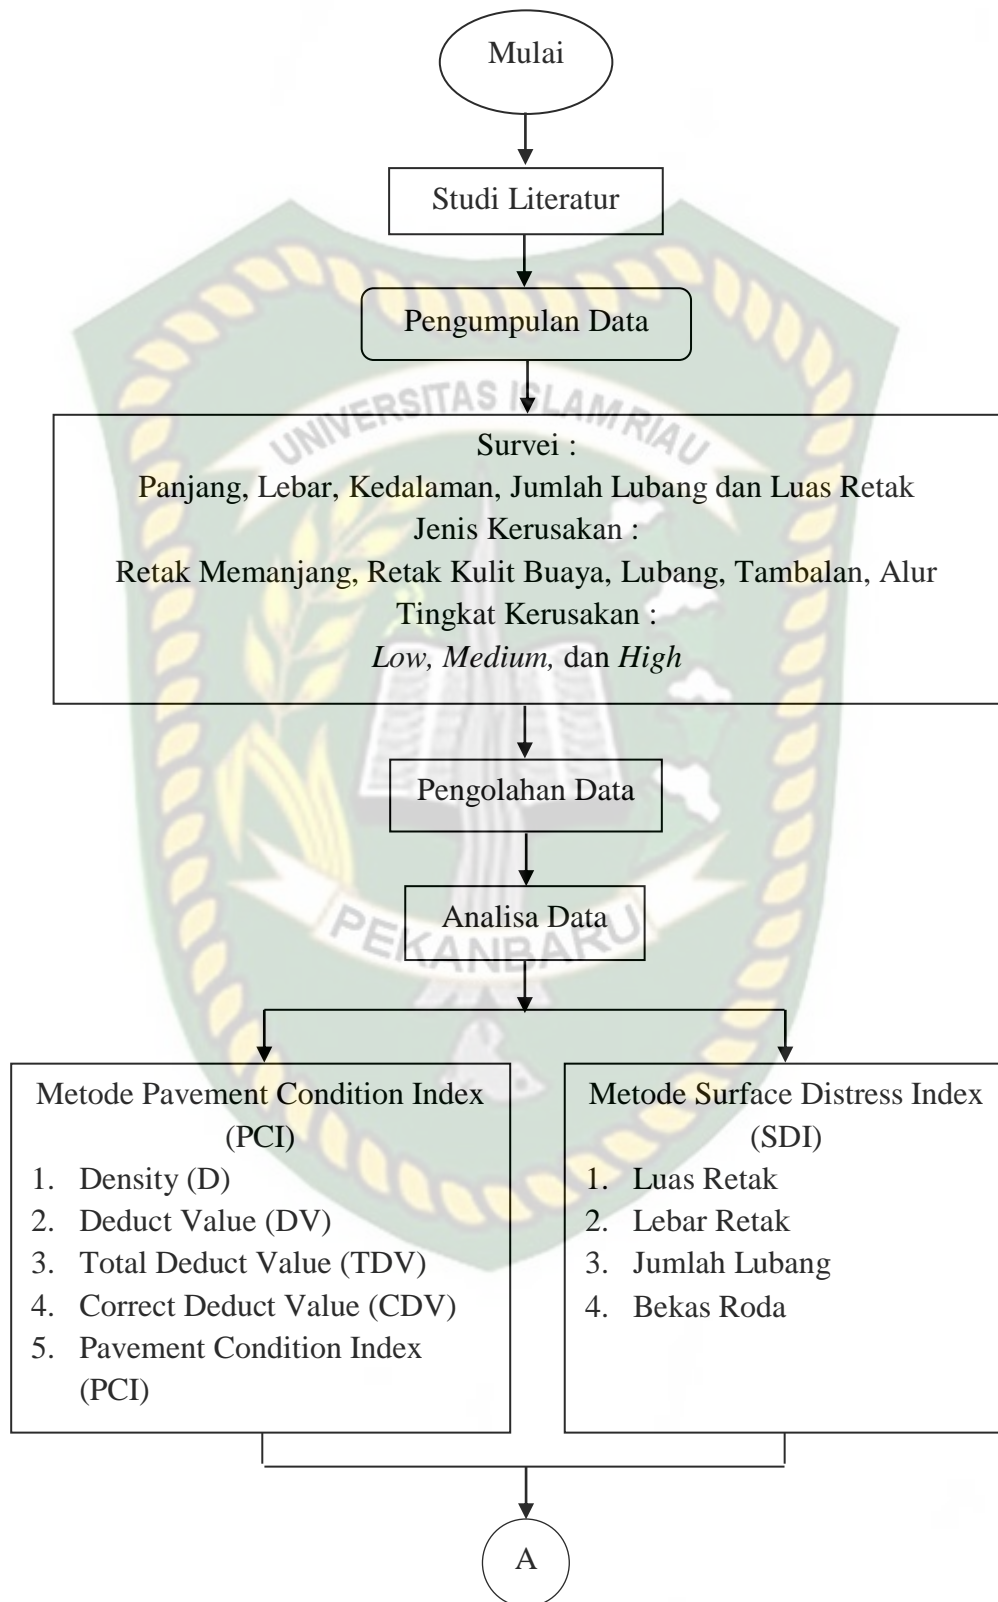 Mulai
Studi Literatur
Pengumpulan Data
UNIVERSITAS ISLAM RIAU
Survei :
Panjang, Lebar, Kedalaman, Jumlah Lubang dan Luas Retak
Jenis Kerusakan :
Retak Memanjang, Retak Kulit Buaya, Lubang, Tambalan, Alur
Tingkat Kerusakan :
Low, Medium, dan High
Pengolahan Data
Analisa Data
PEKANBARU
Metode Pavement Condition Index
(PCI)
1. Density (D)
2. Deduct Value (DV)
3. Total Deduct Value (TDV)
4. Correct Deduct Value (CDV)
5. Pavement Condition Index
(PCI)
Metode Surface Distress Index
(SDI)
1. Luas Retak
2. Lebar Retak
3. Jumlah Lubang
4. Bekas Roda
A